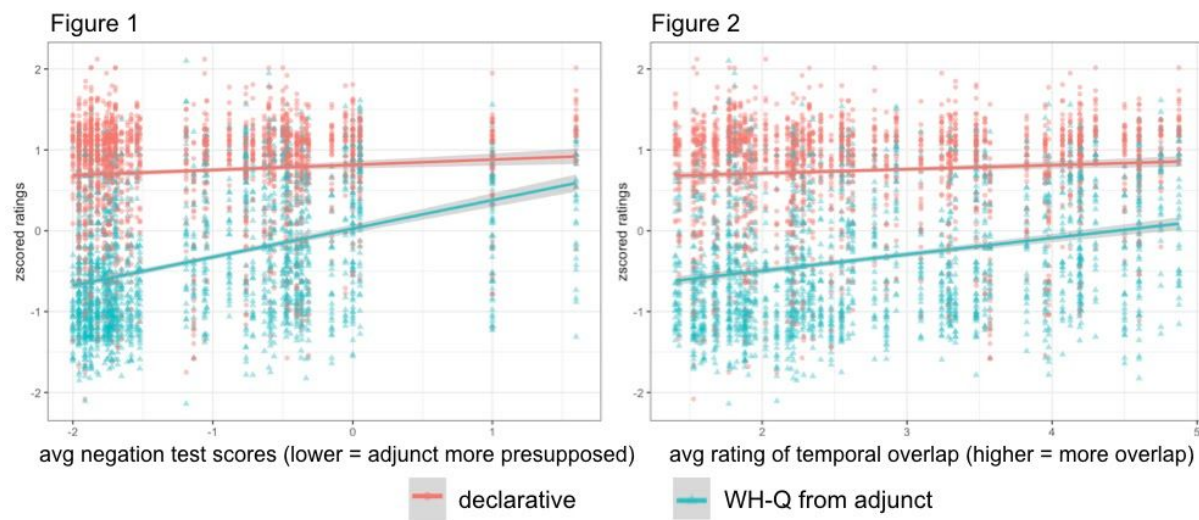 Figure 1
Figure 2
zscored ratings
2
1
0
-1
-2
-2
-1
0
1
avg negation test scores (lower = adjunct more presupposed)
zscored ratings
2
1
0
-1
-2
2
3
4
5
avg rating of temporal overlap (higher = more overlap)
declarative
WH-Q from adjunct